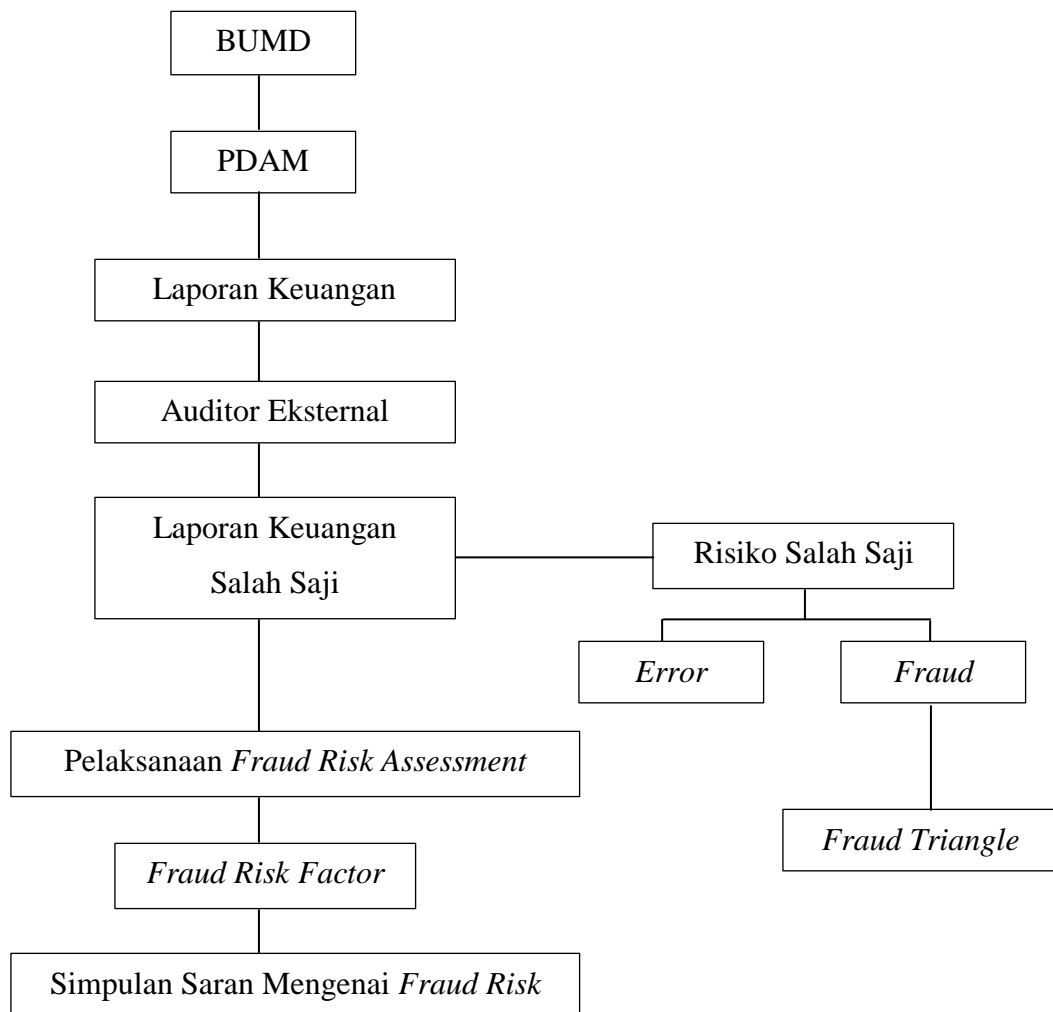 BUMD
PDAM
Laporan Keuangan
Auditor Eksternal
Laporan Keuangan
Salah Saji
Risiko Salah Saji
Error
Fraud
Pelaksanaan Fraud Risk Assessment
Fraud Triangle
Fraud Risk Factor
Simpulan Saran Mengenai Fraud Risk